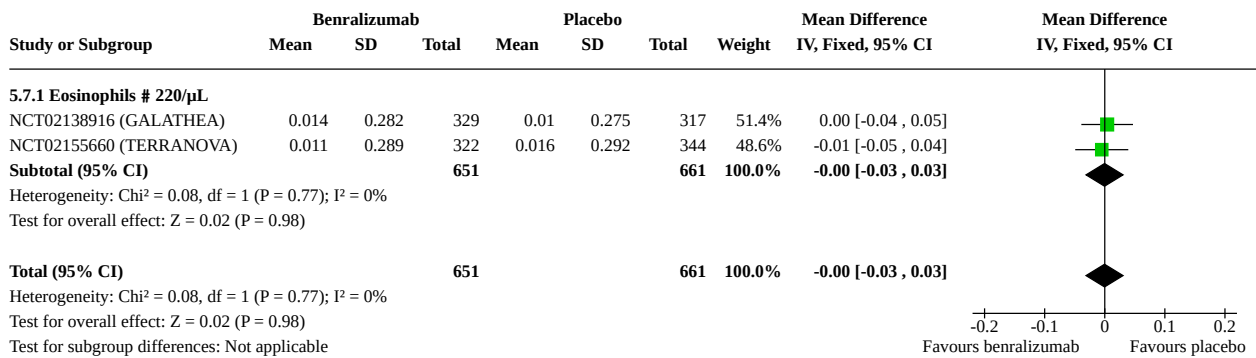 Benralizumab Placebo Mean Difference Mean Difference
Study or Subgroup Mean SD Total Mean SD Total Weight IV, Fixed, 95% CI IV, Fixed, 95% CI
5.7.1 Eosinophils # 220/µL
NCT02138916 (GALATHEA) 0.014 0.282 329 0.01 0.275 317 51.4% 0.00 [-0.04 , 0.05]
NCT02155660 (TERRANOVA) 0.011 0.289 322 0.016 0.292 344 48.6% -0.01 [-0.05 , 0.04]
Subtotal (95% CI) 651 661 100.0% -0.00 [-0.03 , 0.03]
Heterogeneity: Chi² = 0.08, df = 1 (P = 0.77); I² = 0%
Test for overall effect: Z = 0.02 (P = 0.98)
Total (95% CI) 651 661 100.0% -0.00 [-0.03 , 0.03]
Heterogeneity: Chi² = 0.08, df = 1 (P = 0.77); I² = 0%
Test for overall effect: Z = 0.02 (P = 0.98) -0.2 -0.1 0 0.1 0.2
Test for subgroup differences: Not applicable Favours benralizumab Favours placebo